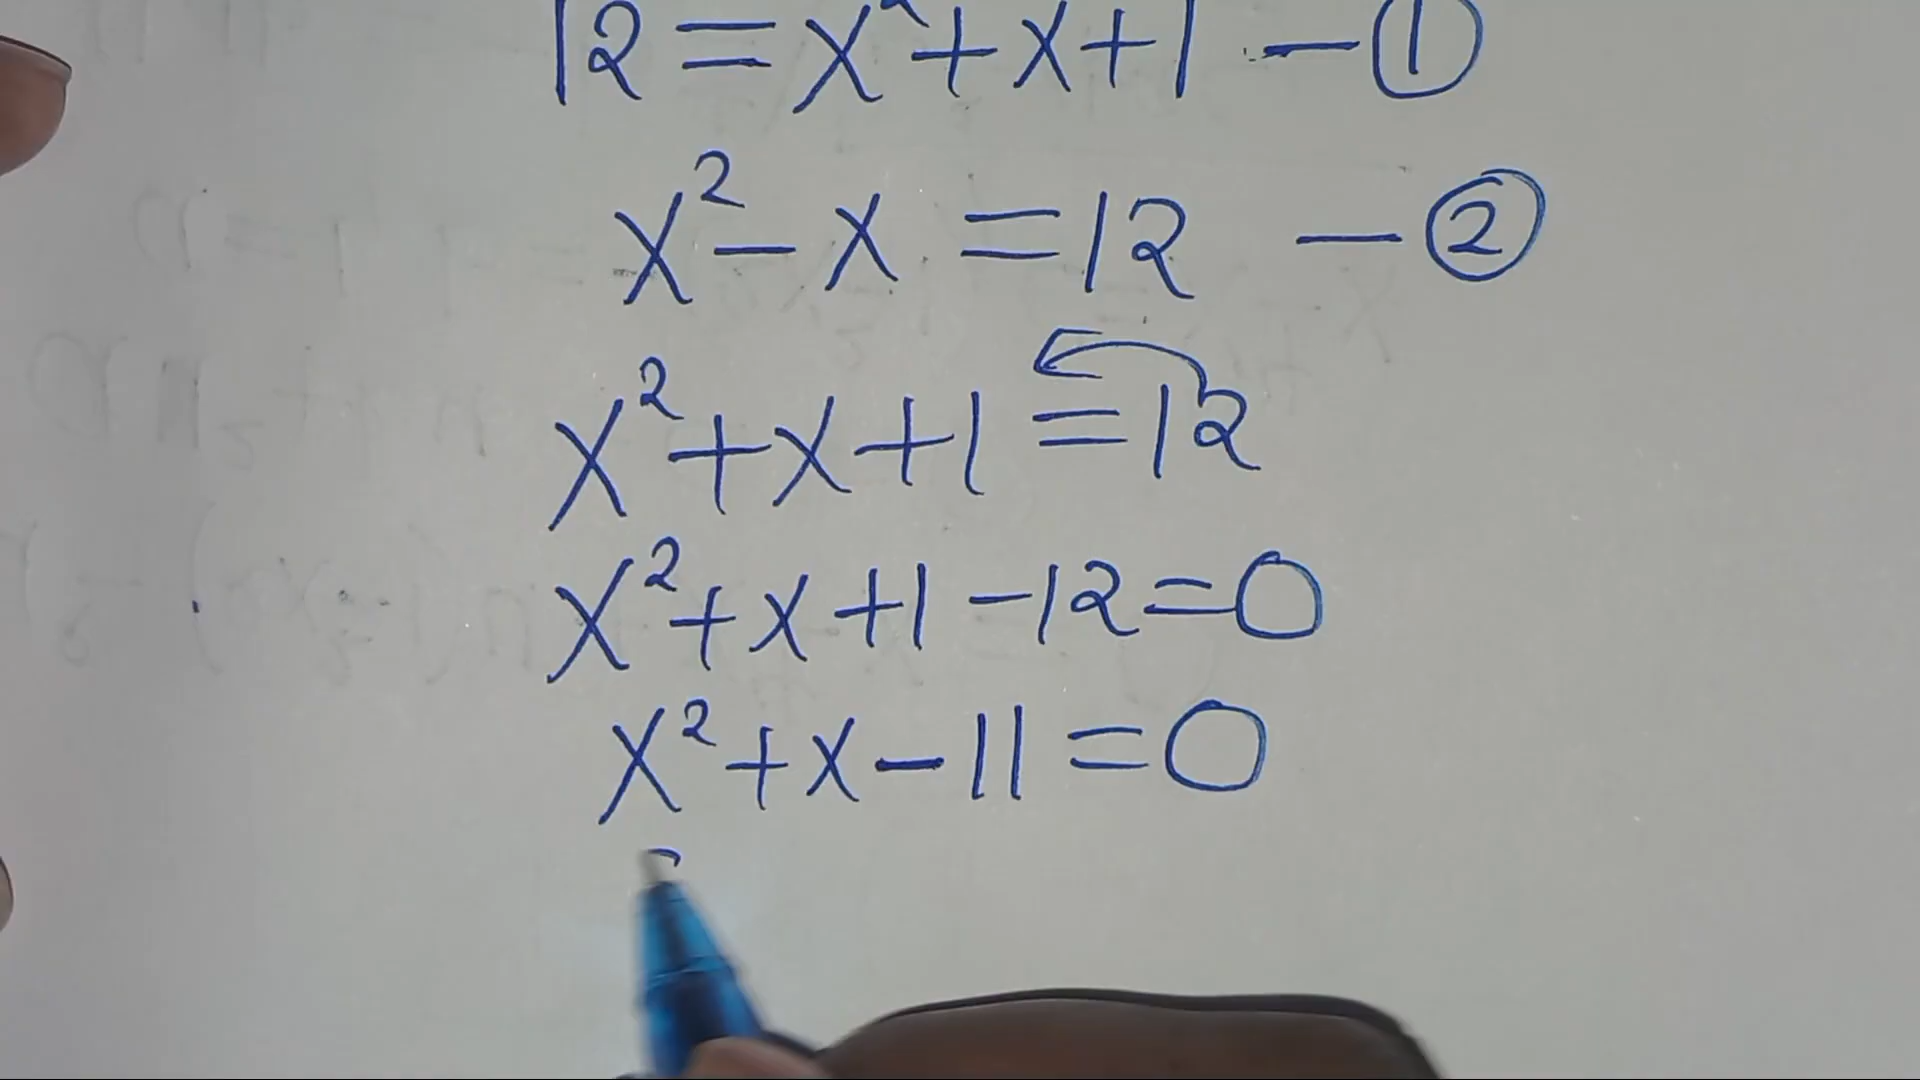 12 = x² + x + 1 - ①
x² - x = 12 - ②
x² + x + 1 = 12
x² + x + 1 - 12 = 0
x² + x - 11 = 0